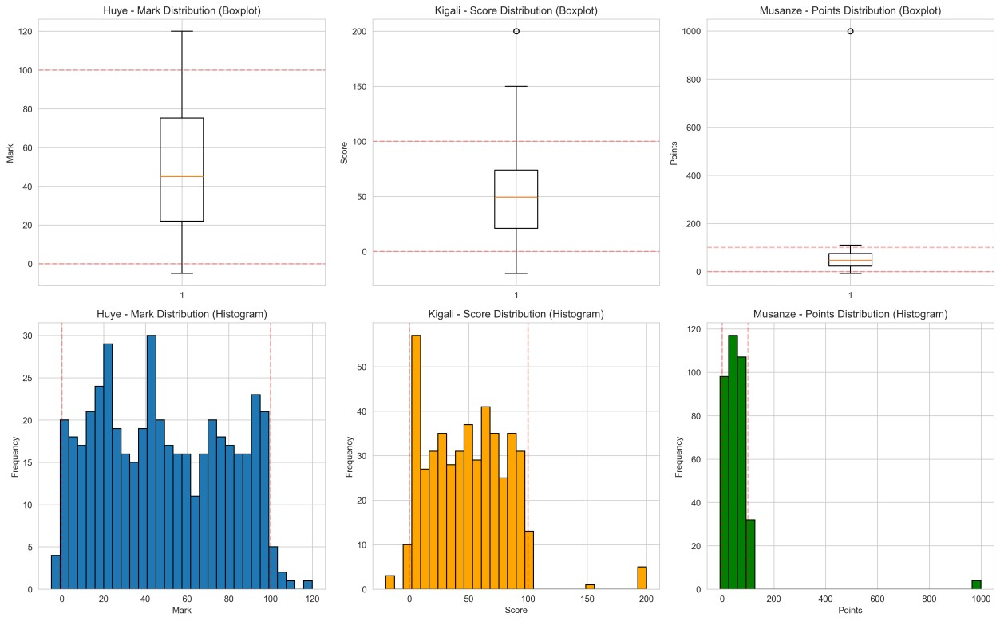 Huye - Mark Distribution (Boxplot)
Kigali - Score Distribution (Boxplot)
Musanze - Points Distribution (Boxplot)
120
100
80
60
40
20
0
Mark
1
200
150
100
50
0
Score
1
1000
800
600
400
200
0
Points
1
Huye - Mark Distribution (Histogram)
Kigali - Score Distribution (Histogram)
Musanze - Points Distribution (Histogram)
30
25
20
15
10
5
0
Frequency
0 20 40 60 80 100 120
Mark
50
40
30
20
10
0
Frequency
0 50 100 150 200
Score
120
100
80
60
40
20
0
Frequency
0 200 400 600 800 1000
Points